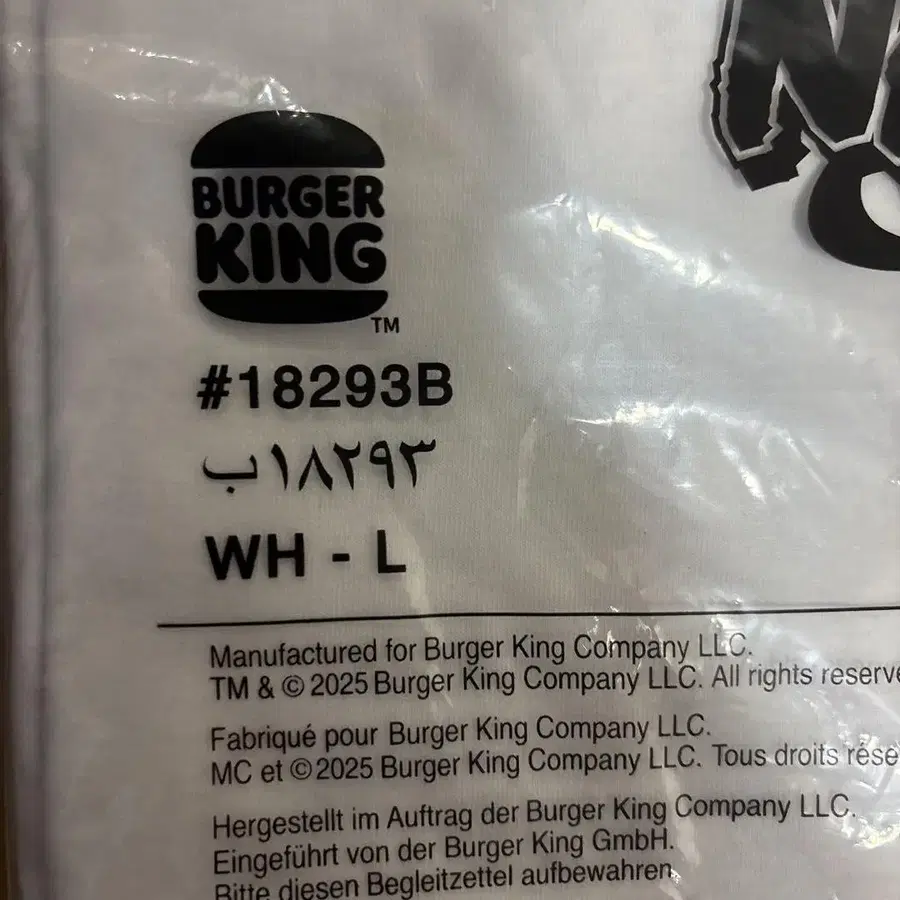 BURGER
KING
TM
#18293B
١٨٢٩٣ب
WH - L
Manufactured for Burger King Company LLC.
TM & © 2025 Burger King Company LLC. All rights reserve
Fabriqué pour Burger King Company LLC.
MC et ©2025 Burger King Company LLC. Tous droits rése
Hergestellt im Auftrag der Burger King Company LLC.
Eingeführt von der Burger King GmbH.
Bitte diesen Begleitzettel aufbewahren.